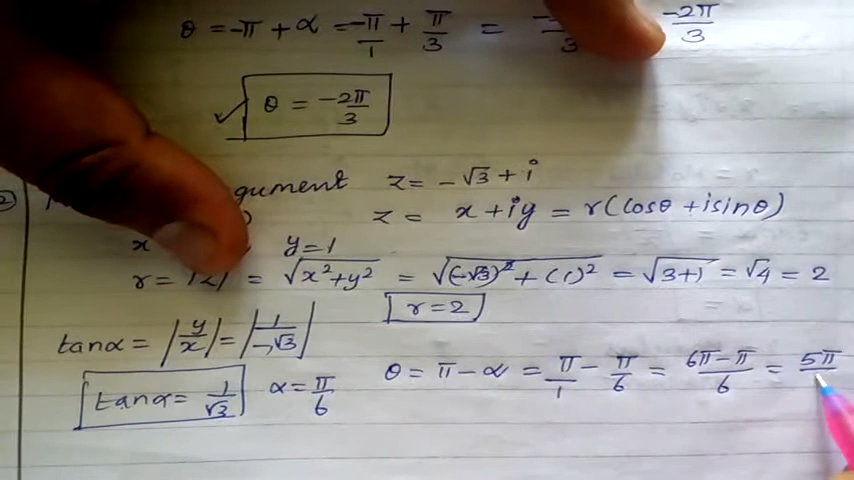 θ = -π + α = -π/1 + π/3 = -2π/3
θ = -2π/3
2) z = -√3 + i
z = x + iy = r(cosθ + isinθ)
x y = 1
r = |z| = √x²+y² = √(-√3)² + (1)² = √3+1 = √4 = 2
r = 2
tanα = |y/x| = |1/-√3|
θ = π - α = π/1 - π/6 = 6π-π/6 = 5π
tanα = 1/√3 α = π/6